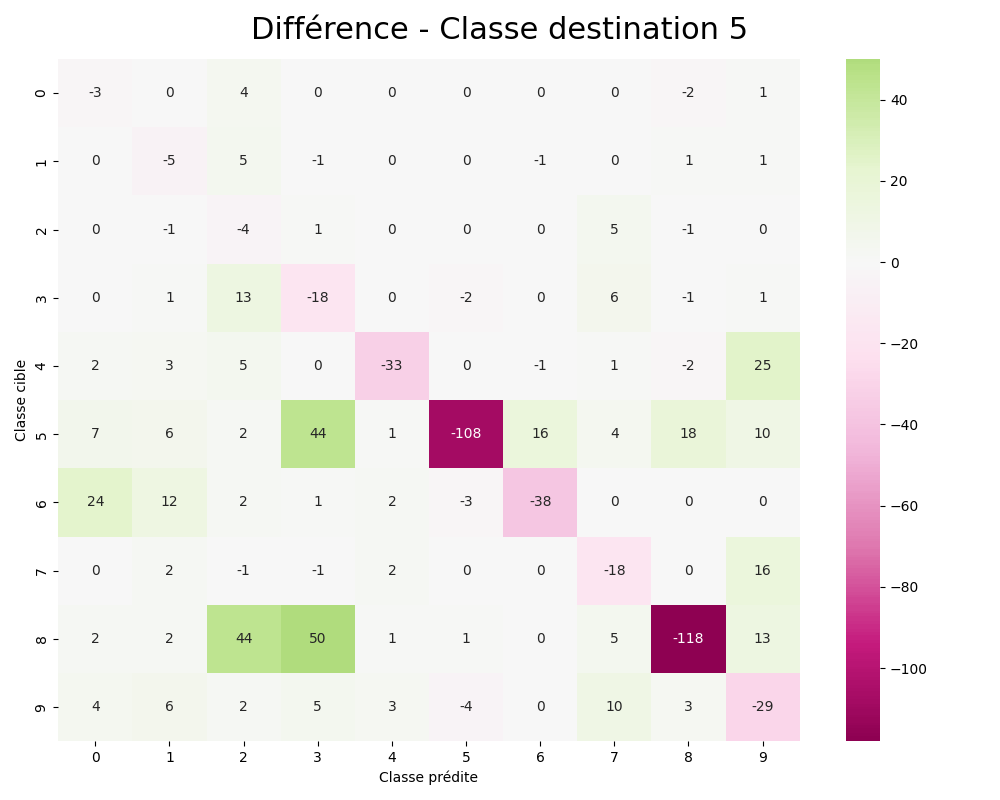 Différence - Classe destination 5
0 -3 0 4 0 0 0 0 0 -2 1
1 0 -5 5 -1 0 0 -1 0 1 1
2 0 -1 -4 1 0 0 0 5 -1 0
3 0 1 13 -18 0 -2 0 6 -1 1
4 2 3 5 0 -33 0 -1 1 -2 25
5 7 6 2 44 1 -108 16 4 18 10
6 24 12 2 1 2 -3 -38 0 0 0
7 0 2 -1 -1 2 0 0 -18 0 16
8 2 2 44 50 1 1 0 5 -118 13
9 4 6 2 5 3 -4 0 10 3 -29
0 1 2 3 4 5 6 7 8 9
Classe prédite
Classe cible
40
20
0
−20
−40
−60
−80
−100